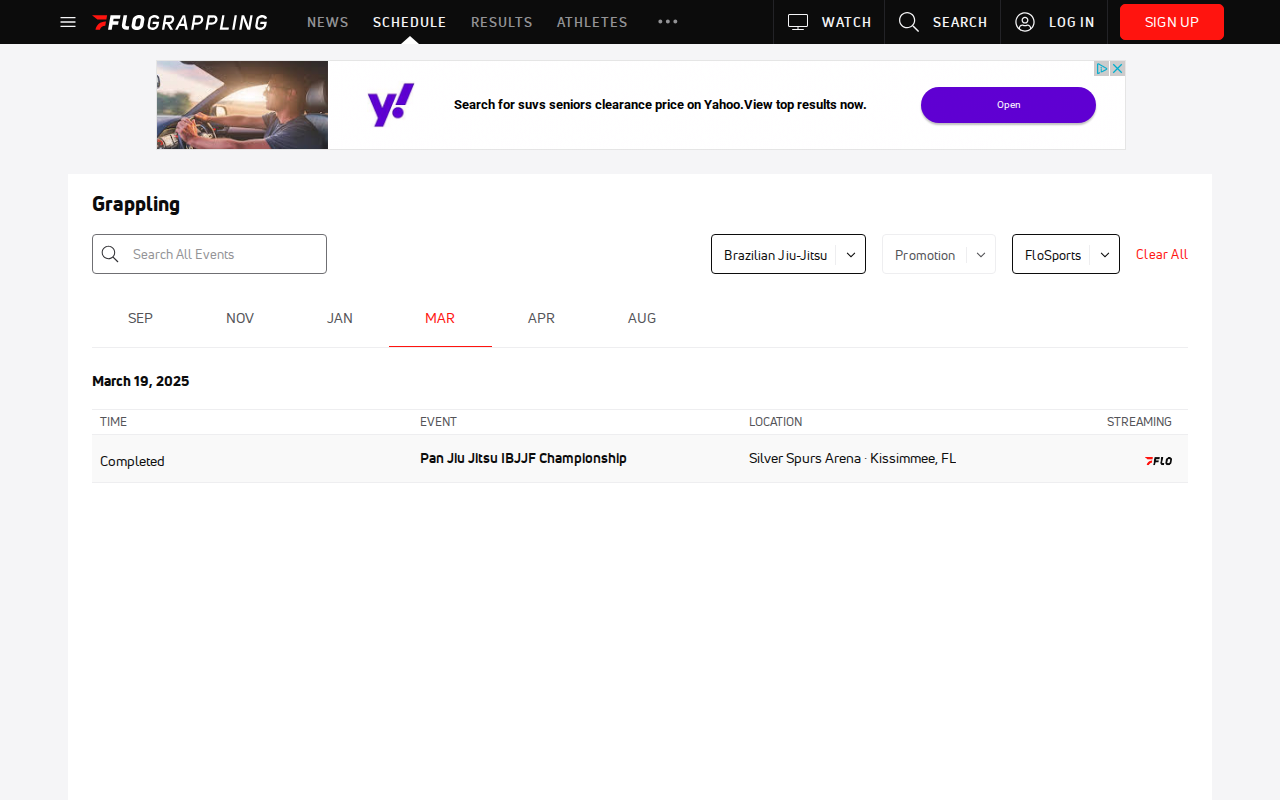 FLOGRAPPLING NEWS SCHEDULE RESULTS ATHLETES ••• WATCH SEARCH LOG IN SIGN UP
y! Search for suvs seniors clearance price on Yahoo.View top results now. Open
Grappling
Search All Events Brazilian Jiu-Jitsu Promotion FloSports Clear All
SEP NOV JAN MAR APR AUG
March 19, 2025
TIME EVENT LOCATION STREAMING
Completed Pan Jiu Jitsu IBJJF Championship Silver Spurs Arena · Kissimmee, FL FLO